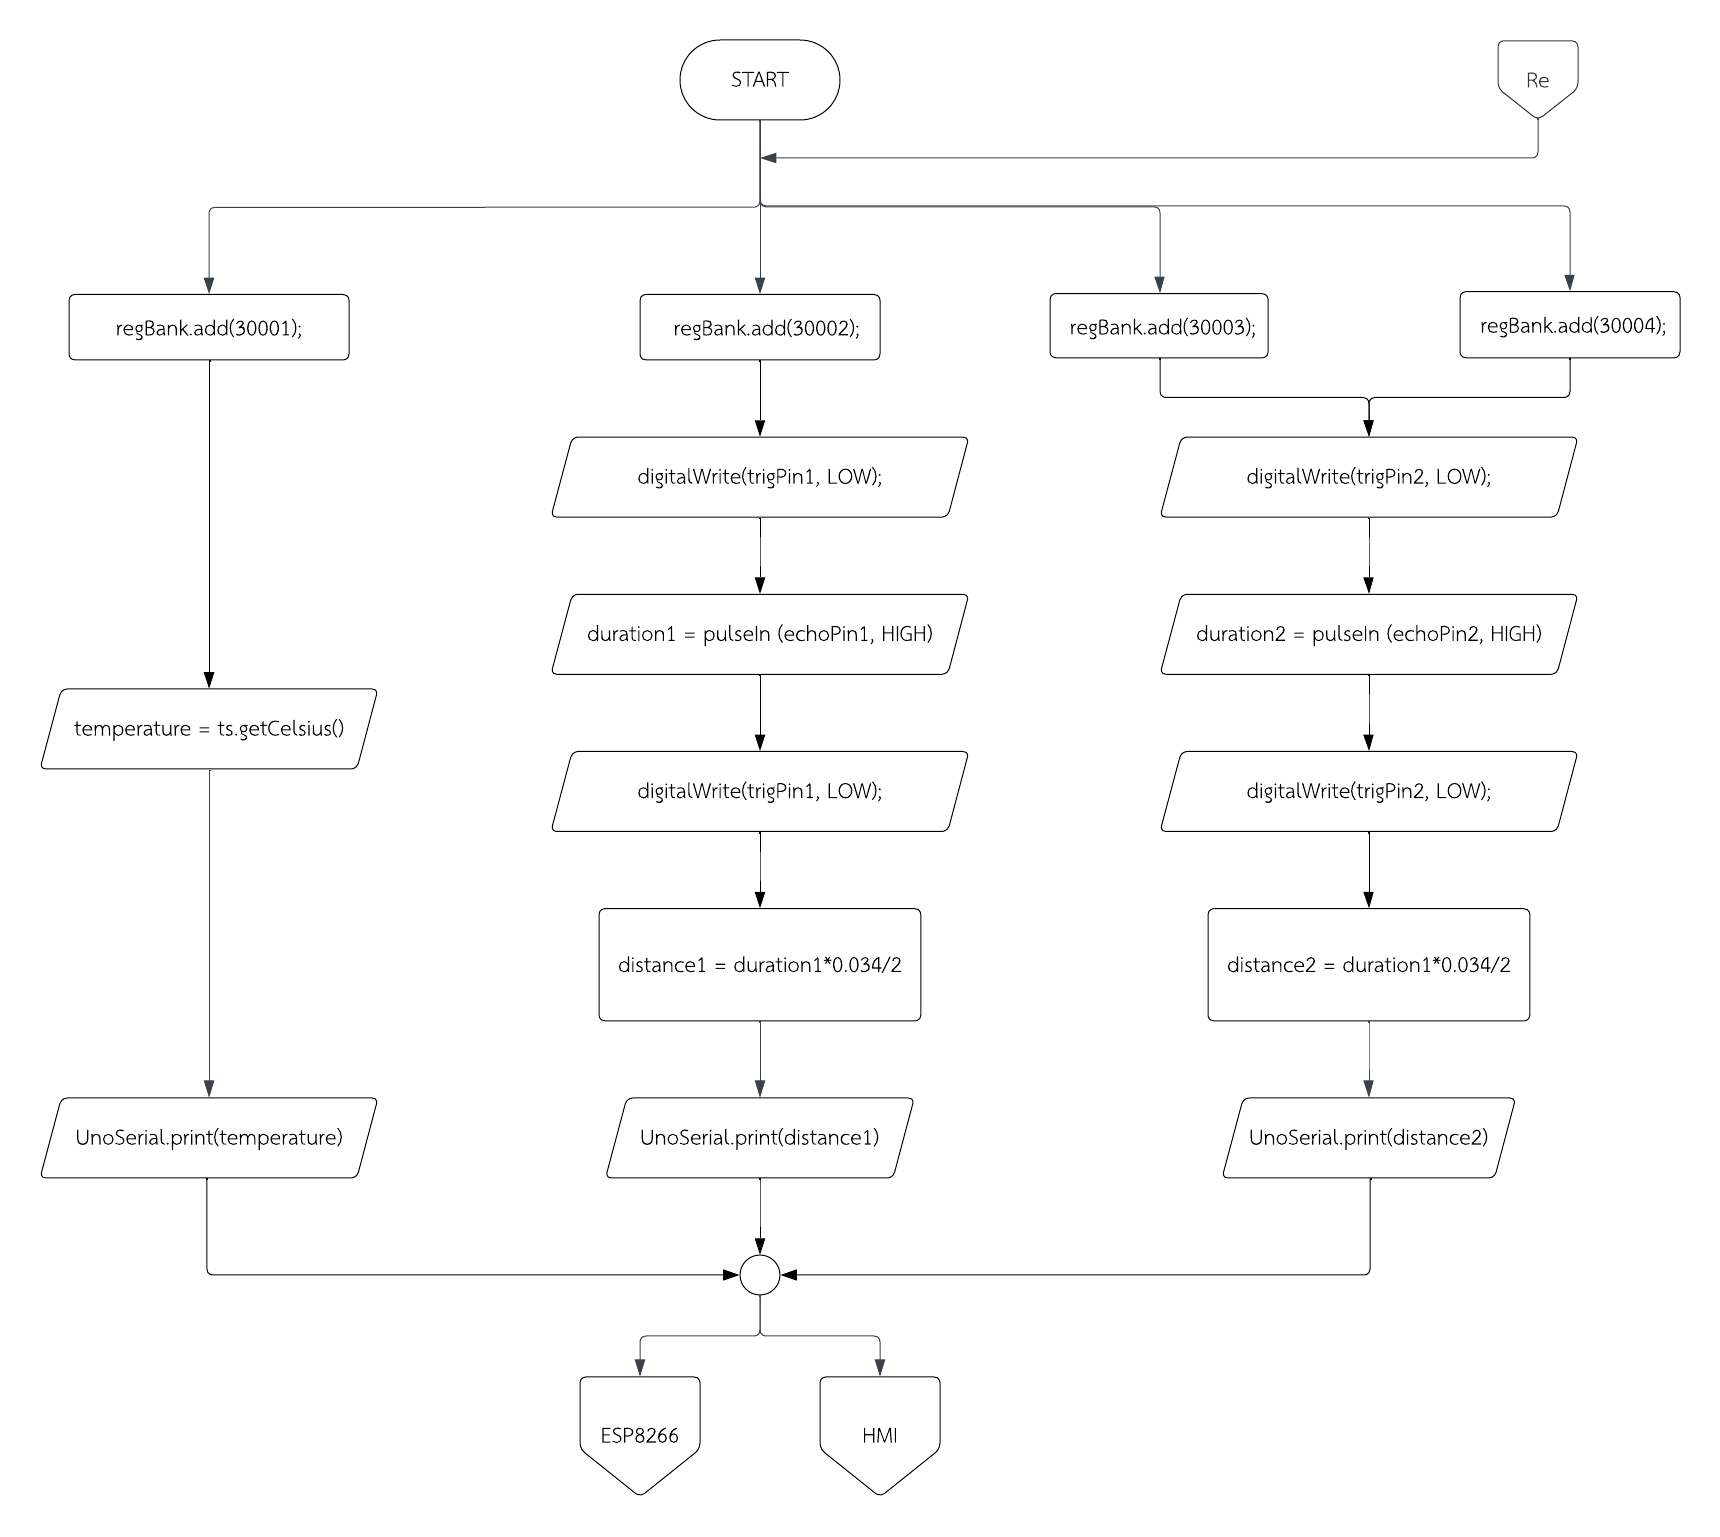 START
Re
regBank.add(30001);
regBank.add(30002);
regBank.add(30003);
regBank.add(30004);
digitalWrite(trigPin1, LOW);
digitalWrite(trigPin2, LOW);
duration1 = pulseIn (echoPin1, HIGH)
duration2 = pulseIn (echoPin2, HIGH)
temperature = ts.getCelsius()
digitalWrite(trigPin1, LOW);
digitalWrite(trigPin2, LOW);
distance1 = duration1*0.034/2
distance2 = duration1*0.034/2
UnoSerial.print(temperature)
UnoSerial.print(distance1)
UnoSerial.print(distance2)
ESP8266
HMI